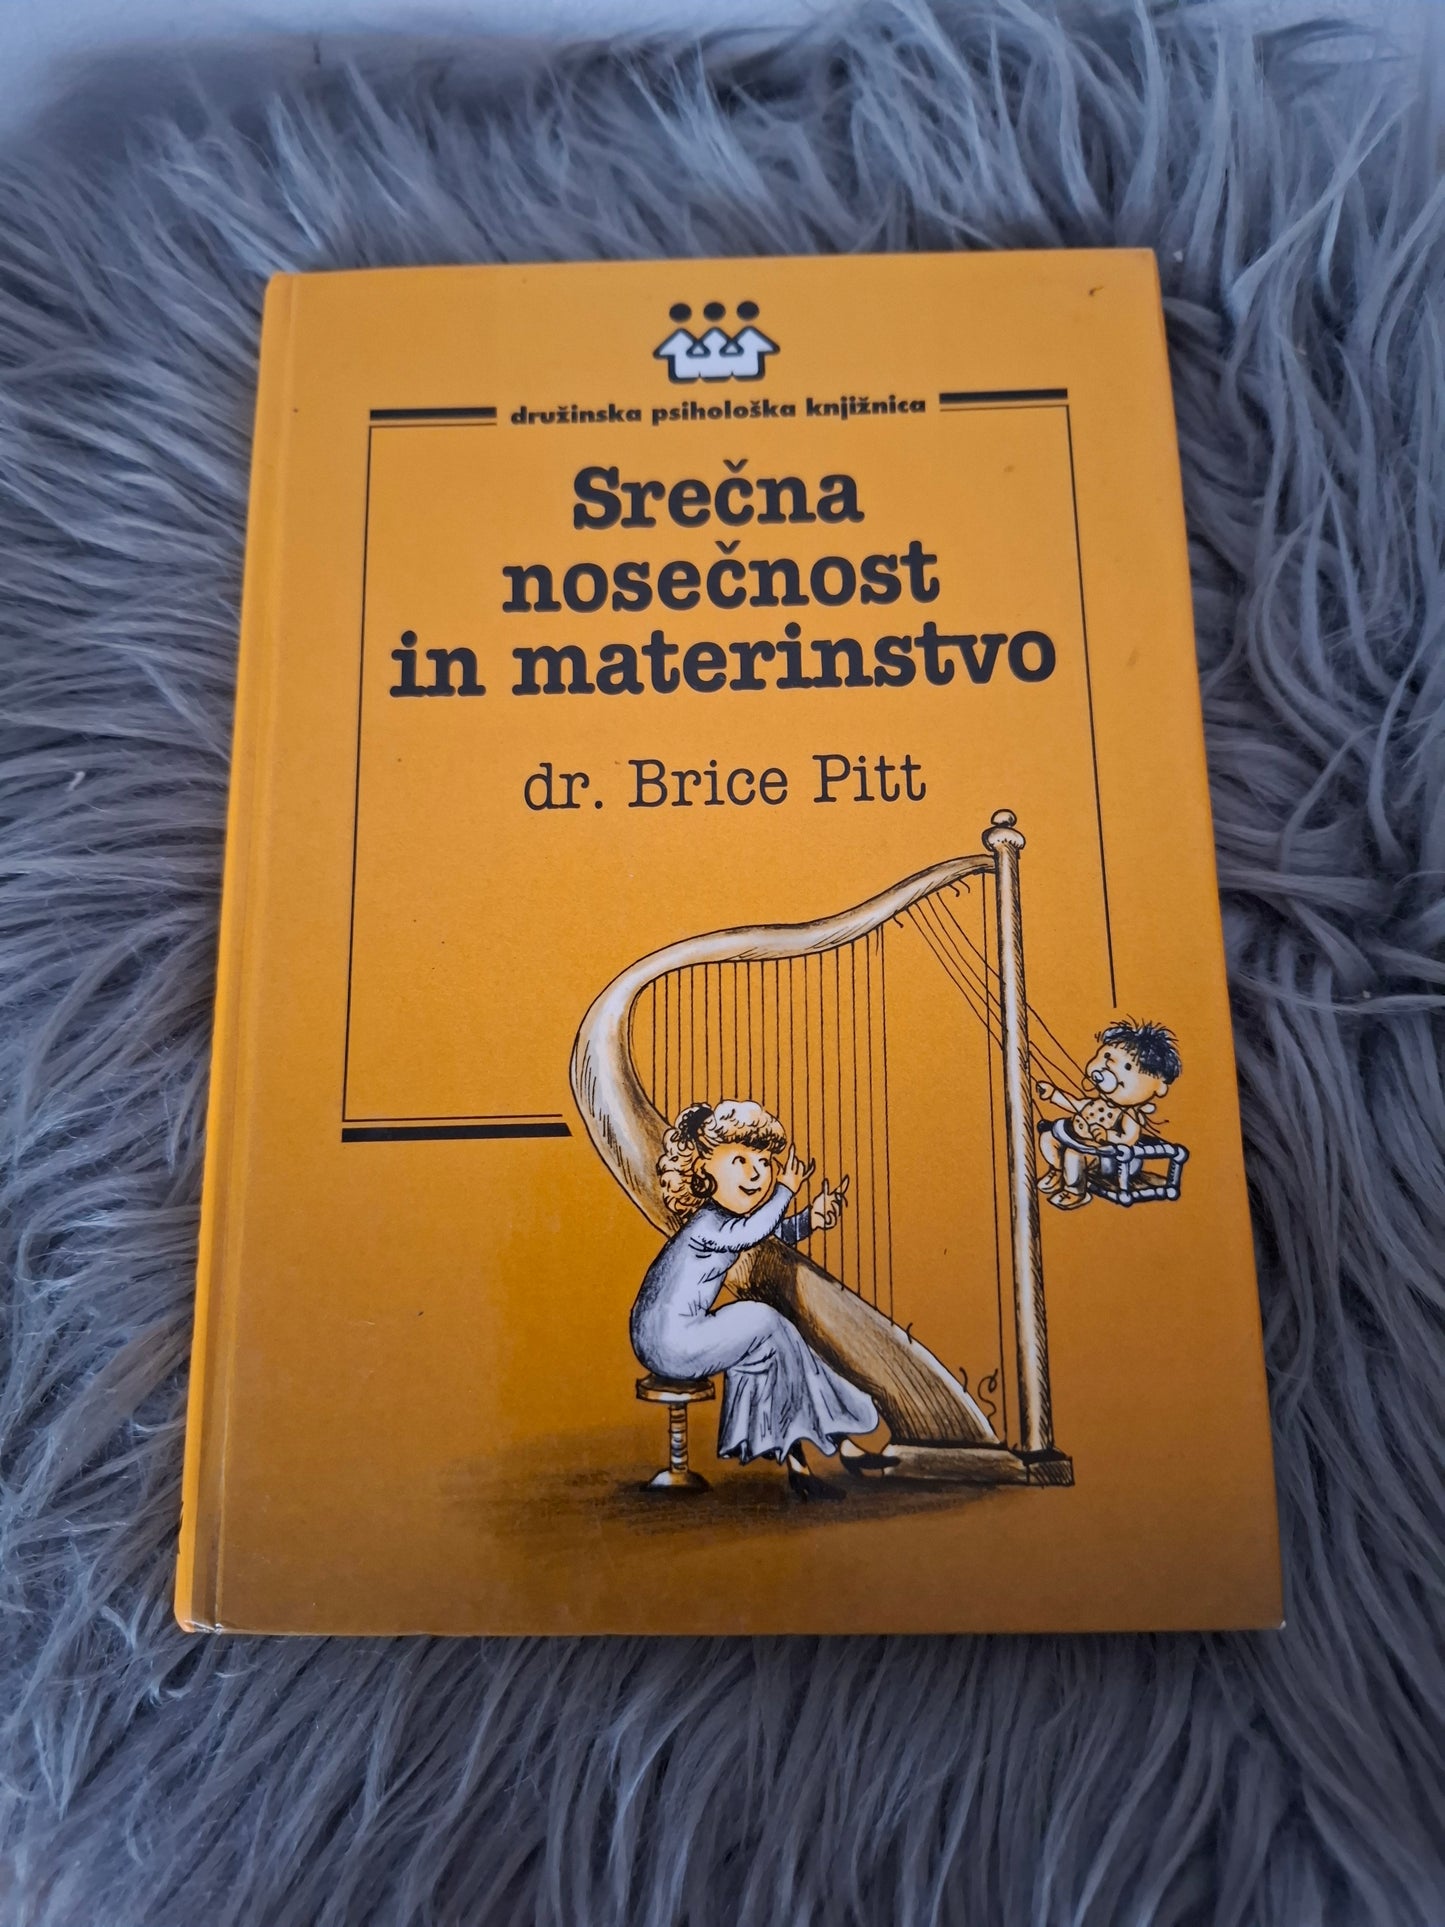 družinska psihološka knjižnica
Srečna
nosečnost
in materinstvo
dr. Brice Pitt